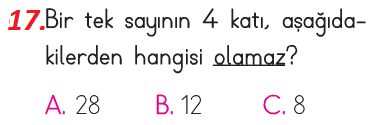 17.Bir tek sayının 4 katı, aşağıda-
kilerden hangisi olamaz?
A. 28 B. 12 C. 8